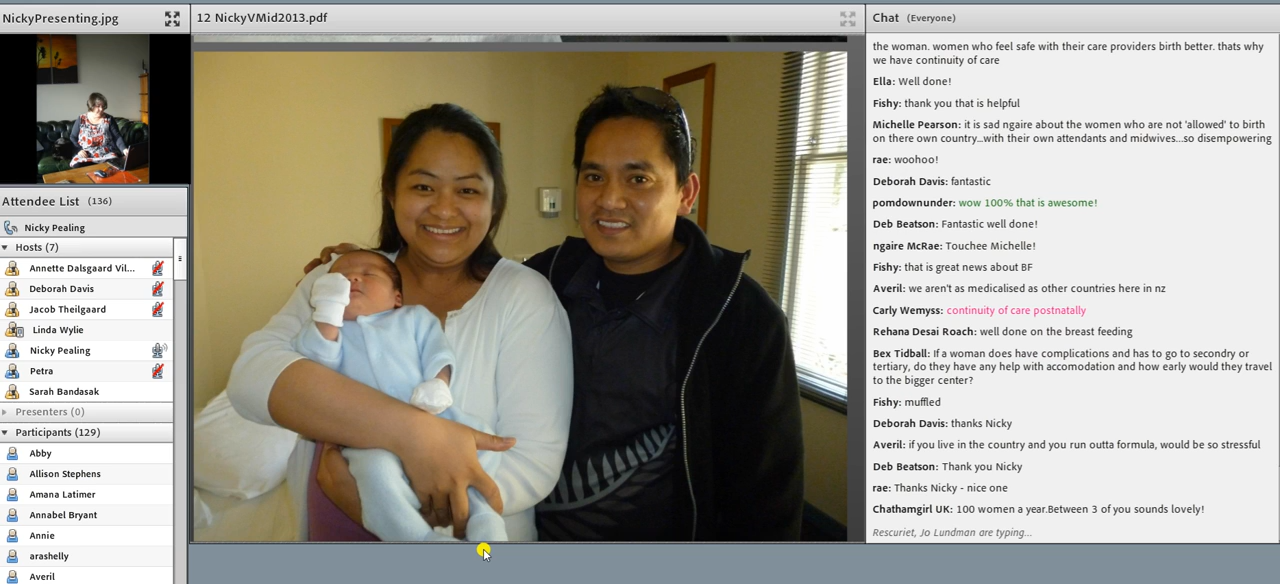 NickyPresenting.jpg
Attendee List (136)
Nicky Pealing
Hosts (7)
Annette Dalsgaard Vil...
Deborah Davis
Jacob Theilgaard
Linda Wylie
Nicky Pealing
Petra
Sarah Bandasak
Presenters (0)
Participants (129)
Abby
Allison Stephens
Amana Latimer
Annabel Bryant
Annie
arashelly
Averil
12 NickyVMid2013.pdf
Chat (Everyone)
the woman. women who feel safe with their care providers birth better. thats why
we have continuity of care
Ella: Well done!
Fishy: thank you that is helpful
Michelle Pearson: it is sad ngaire about the women who are not 'allowed' to birth
on there own country...with their own attendants and midwives...so disempowering
rae: woohoo!
Deborah Davis: fantastic
pomdownunder: wow 100% that is awesome!
Deb Beatson: Fantastic well done!
ngaire McRae: Touchee Michelle!
Fishy: that is great news about BF
Averil: we aren't as medicalised as other countries here in nz
Carly Wemyss: continuity of care postnatally
Rehana Desai Roach: well done on the breast feeding
Bex Tidball: If a woman does have complications and has to go to secondry or
tertiary, do they have any help with accomodation and how early would they travel
to the bigger center?
Fishy: muffled
Deborah Davis: thanks Nicky
Averil: if you live in the country and you run outta formula, would be so stressful
Deb Beatson: Thank you Nicky
rae: Thanks Nicky - nice one
Chathamgirl UK: 100 women a year.Between 3 of you sounds lovely!
Rescuriet, Jo Lundman are typing...